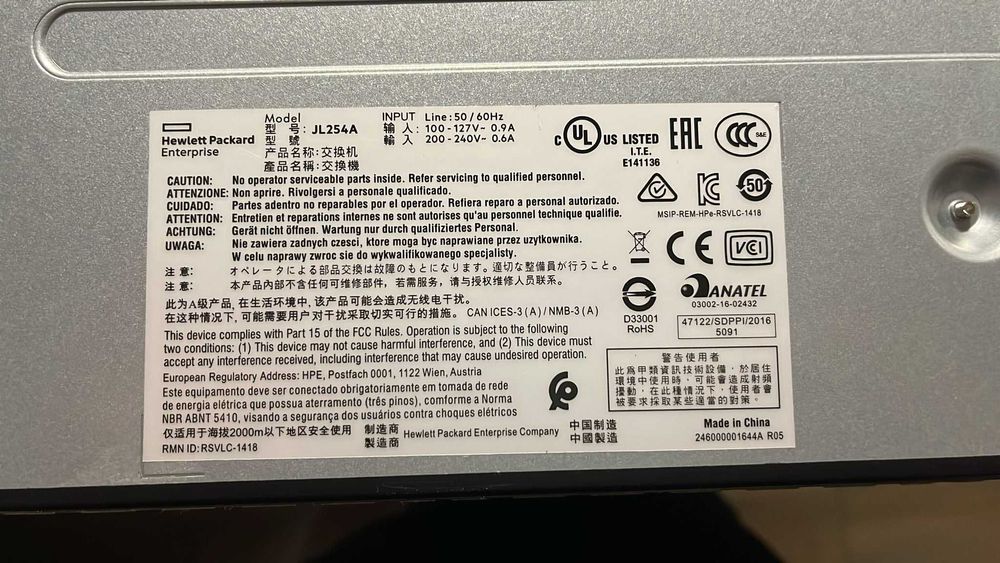 Hewlett Packard
Enterprise
Model
型 号: JL254A
型 號
产品名称: 交换机
產品名稱: 交換機
INPUT Line: 50 / 60Hz
输 入: 100 - 127V~ 0.9A
輸 入 200 - 240V~ 0.6A
c UL US LISTED
I.T.E.
E141136
EAC
CCC S&E
CAUTION: No operator serviceable parts inside. Refer servicing to qualified personnel.
ATTENZIONE: Non aprire. Rivolgersi a personale qualificado.
CUIDADO: Partes adentro no reparables por el operador. Refiera reparo a personal autorizado.
ATTENTION: Entretien et reparations internes ne sont autorises qu'au personnel technique qualifie.
ACHTUNG: Gerät nicht öffnen. Wartung nur durch qualifiziertes Personal.
UWAGA: Nie zawiera zadnych czesci, ktore moga byc naprawiane przez uzytkownika.
W celu naprawy zwroc sie do wykwalifikowanego specjalisty.
注 意: オペレータによる部品交換は故障のもとになります。適切な整備員が行うこと。
注 意: 本产品内部不含任何可维修部件，若需服务，请与授权维修人员联系。
此为A级产品, 在生活环境中, 该产品可能会造成无线电干扰。
在这种情况下, 可能需要用户对干扰采取切实可行的措施。 CAN ICES-3 (A) / NMB-3 (A)
This device complies with Part 15 of the FCC Rules. Operation is subject to the following
two conditions: (1) This device may not cause harmful interference, and (2) This device must
accept any interference received, including interference that may cause undesired operation.
European Regulatory Address: HPE, Postfach 0001, 1122 Wien, Austria
Este equipamento deve ser conectado obrigatoriamente em tomada de rede
de energia elétrica que possua aterramento (três pinos), comforme a Norma
NBR ABNT 5410, visando a segurança dos usuários contra choques elétricos
仅适用于海拔2000m以下地区安全使用
RMN ID: RSVLC-1418
制造商 Hewlett Packard Enterprise Company 中国制造
製造商 中國製造
50
MSIP-REM-HPe-RSVLC-1418
CE
VCI
D33001
RoHS
ANATEL
03002-16-02432
47122/SDPPI/2016
5091
警告使用者
此為甲類資訊技術設備，於居住
環境中使用時，可能會造成射頻
擾動，在此種情況下，使用者會
被要求採取某些適當的對策。
Made in China
246000001644A R05